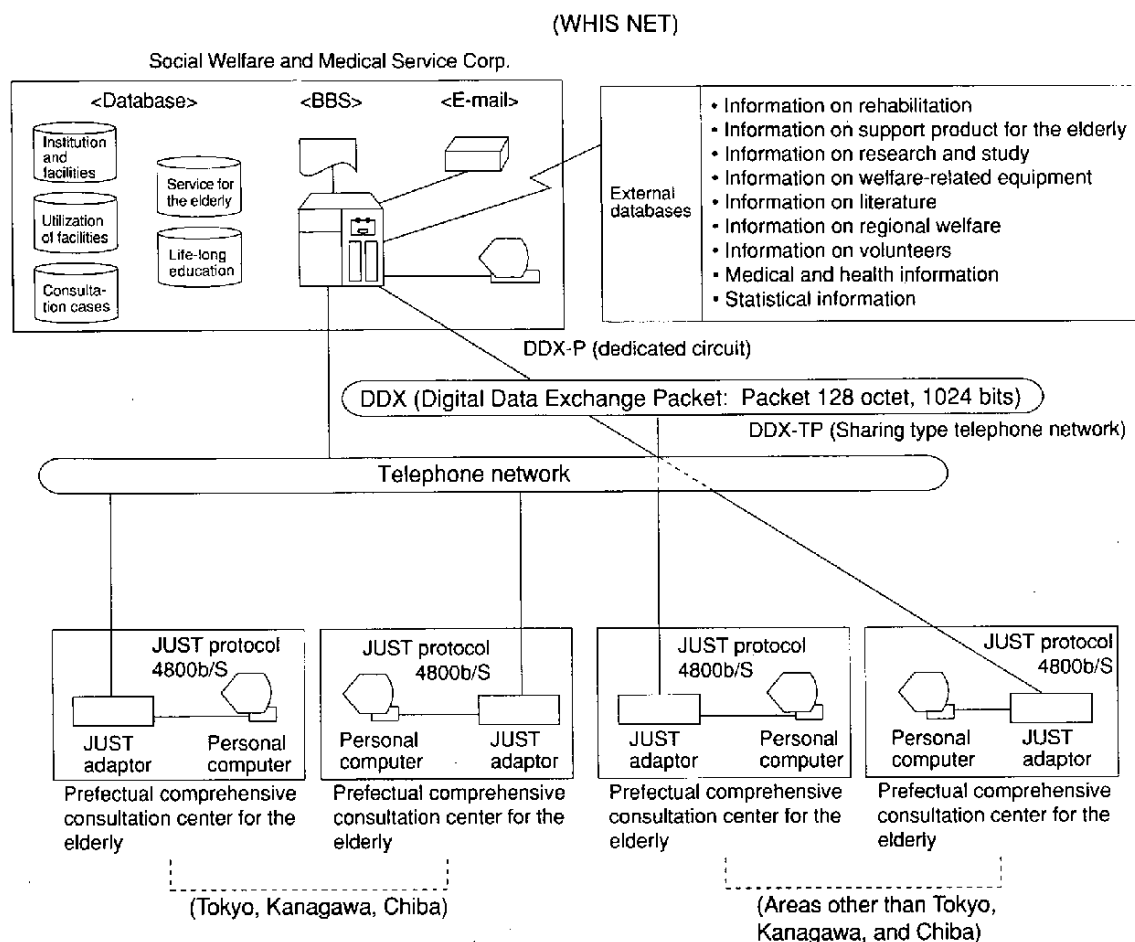 (WHIS NET)
Social Welfare and Medical Service Corp.
<Database>
<BBS>
<E-mail>
Institution
and
facilities
Utilization
of facilities
Consulta-
tion cases
Service for
the elderly
Life-long
education
External
databases
• Information on rehabilitation
• Information on support product for the elderly
• Information on research and study
• Information on welfare-related equipment
• Information on literature
• Information on regional welfare
• Information on volunteers
• Medical and health information
• Statistical information
DDX-P (dedicated circuit)
DDX (Digital Data Exchange Packet: Packet 128 octet, 1024 bits)
DDX-TP (Sharing type telephone network)
Telephone network
JUST protocol
4800b/S
JUST
adaptor
Personal
computer
Prefectual comprehensive
consultation center for the
elderly
JUST protocol
4800b/S
Personal
computer
JUST
adaptor
Prefectual comprehensive
consultation center for the
elderly
JUST protocol
4800b/S
JUST
adaptor
Personal
computer
Prefectual comprehensive
consultation center for the
elderly
JUST protocol
4800b/S
Personal
computer
JUST
adaptor
Prefectual comprehensive
consultation center for the
elderly
(Tokyo, Kanagawa, Chiba)
(Areas other than Tokyo,
Kanagawa, and Chiba)